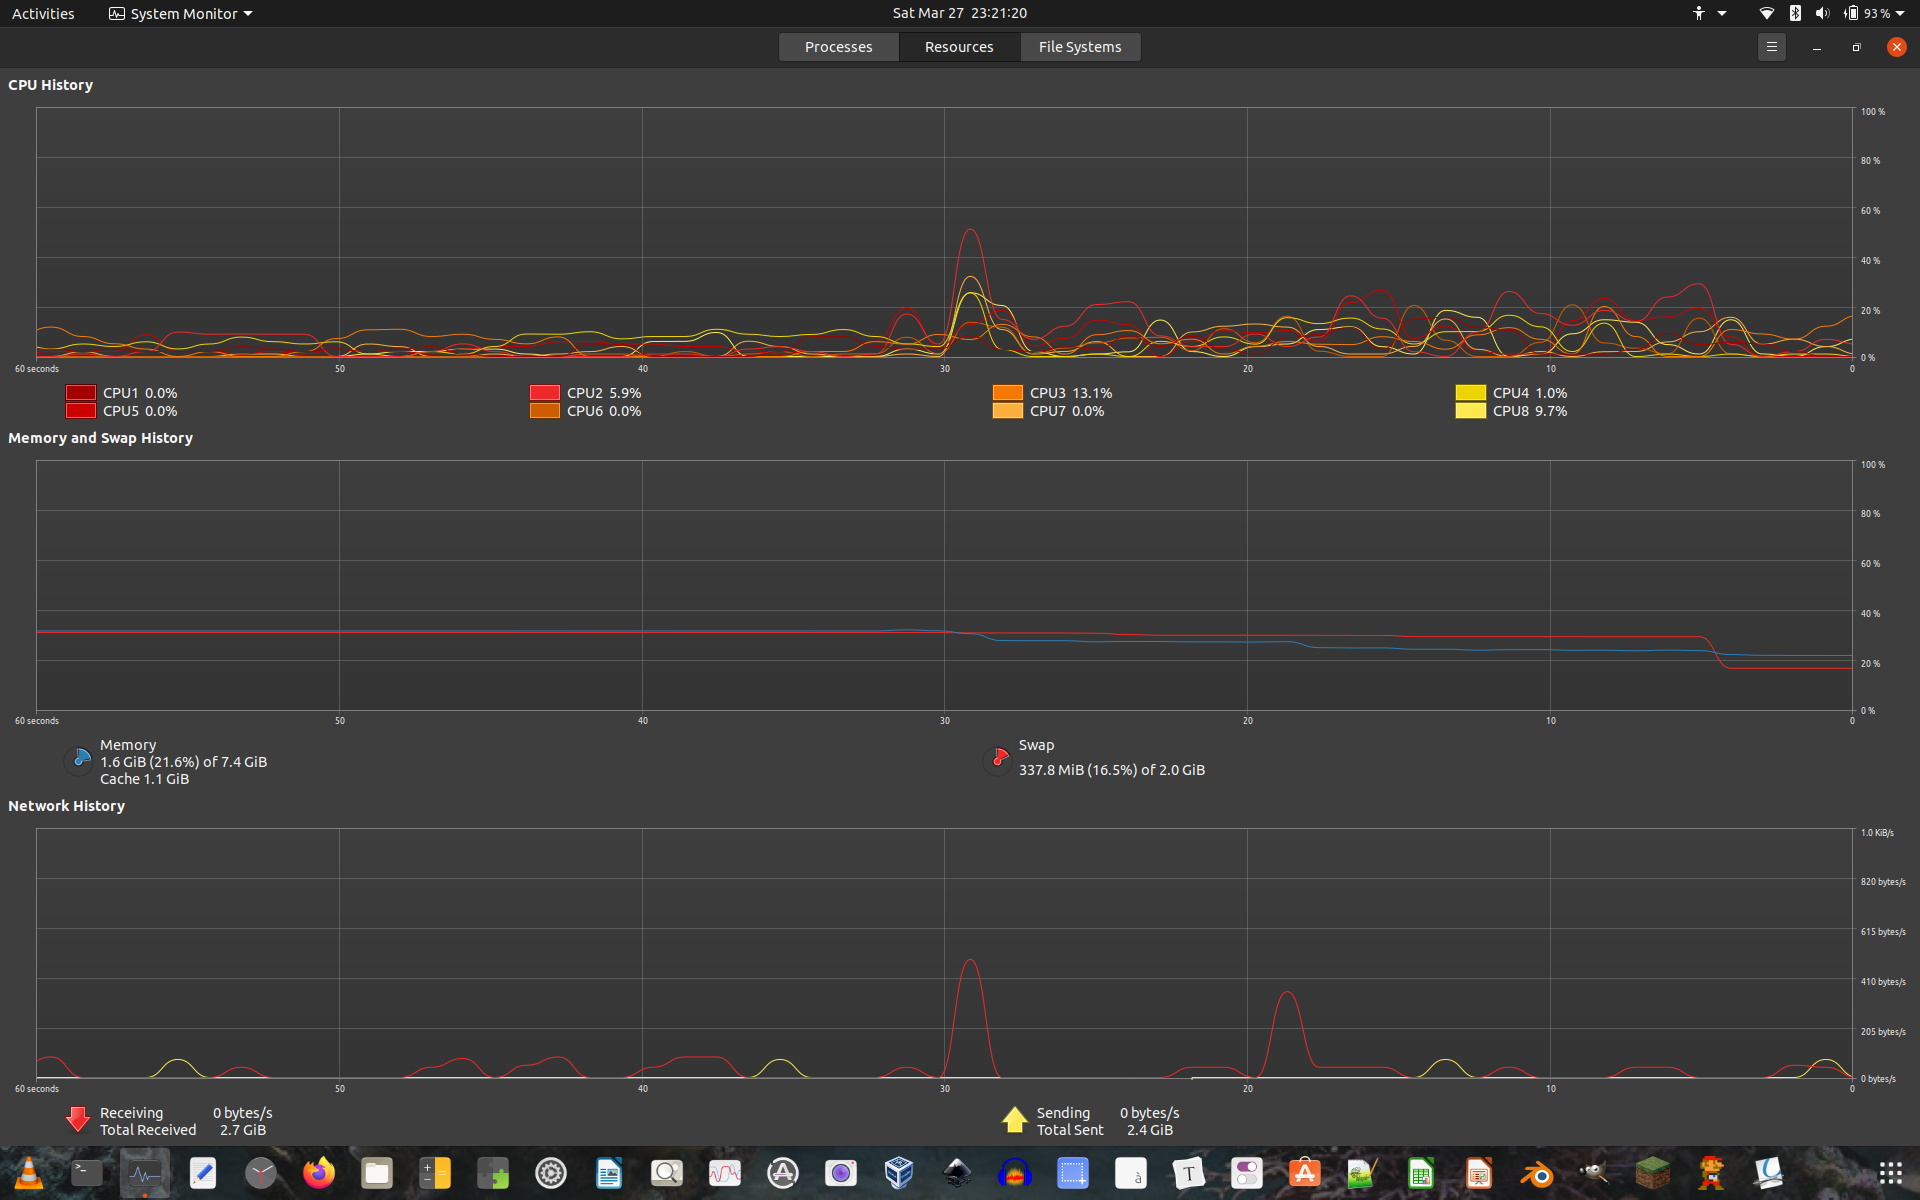 Activities System Monitor Sat Mar 27 23:21:20 93 %
Processes Resources File Systems
CPU History
100 %
80 %
60 %
40 %
20 %
0 %
60 seconds 50 40 30 20 10 0
CPU1 0.0% CPU2 5.9% CPU3 13.1% CPU4 1.0%
CPU5 0.0% CPU6 0.0% CPU7 0.0% CPU8 9.7%
Memory and Swap History
100 %
80 %
60 %
40 %
20 %
0 %
60 seconds 50 40 30 20 10 0
Memory
1.6 GiB (21.6%) of 7.4 GiB
Cache 1.1 GiB
Swap
337.8 MiB (16.5%) of 2.0 GiB
Network History
1.0 KiB/s
820 bytes/s
615 bytes/s
410 bytes/s
205 bytes/s
0 bytes/s
60 seconds 50 40 30 20 10 0
Receiving 0 bytes/s Sending 0 bytes/s
Total Received 2.7 GiB Total Sent 2.4 GiB